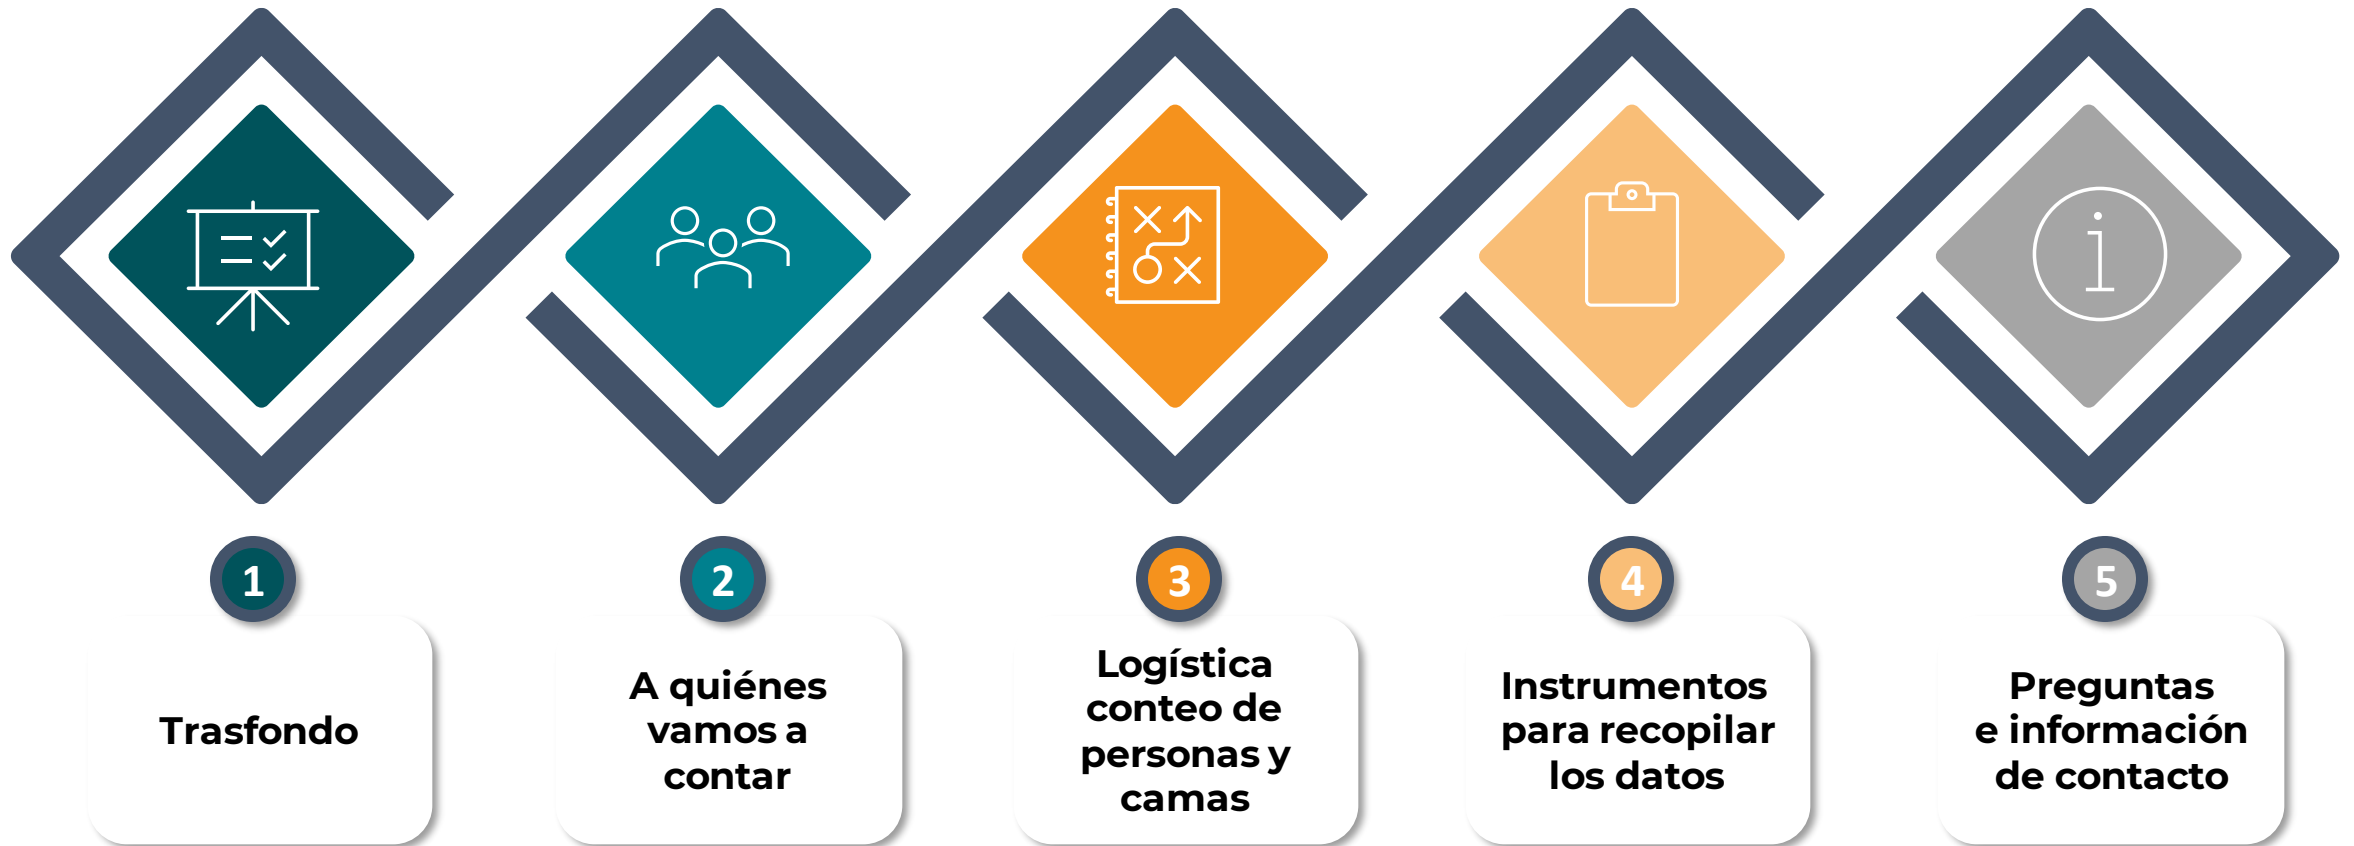 1
Trasfondo
2
A quiénes
vamos a
contar
3
Logística
conteo de
personas y
camas
4
Instrumentos
para recopilar
los datos
5
Preguntas
e información
de contacto